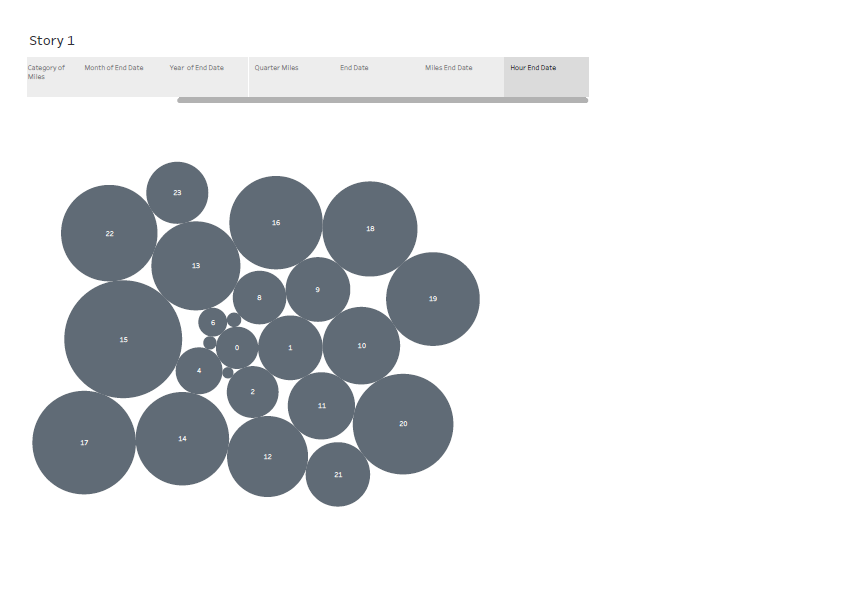 Story 1
Category of
Miles
Month of End Date
Year of End Date
Quarter Miles
End Date
Miles End Date
Hour End Date
23
22
16
18
13
8
9
19
6
15
0
1
10
4
2
11
20
17
14
12
21